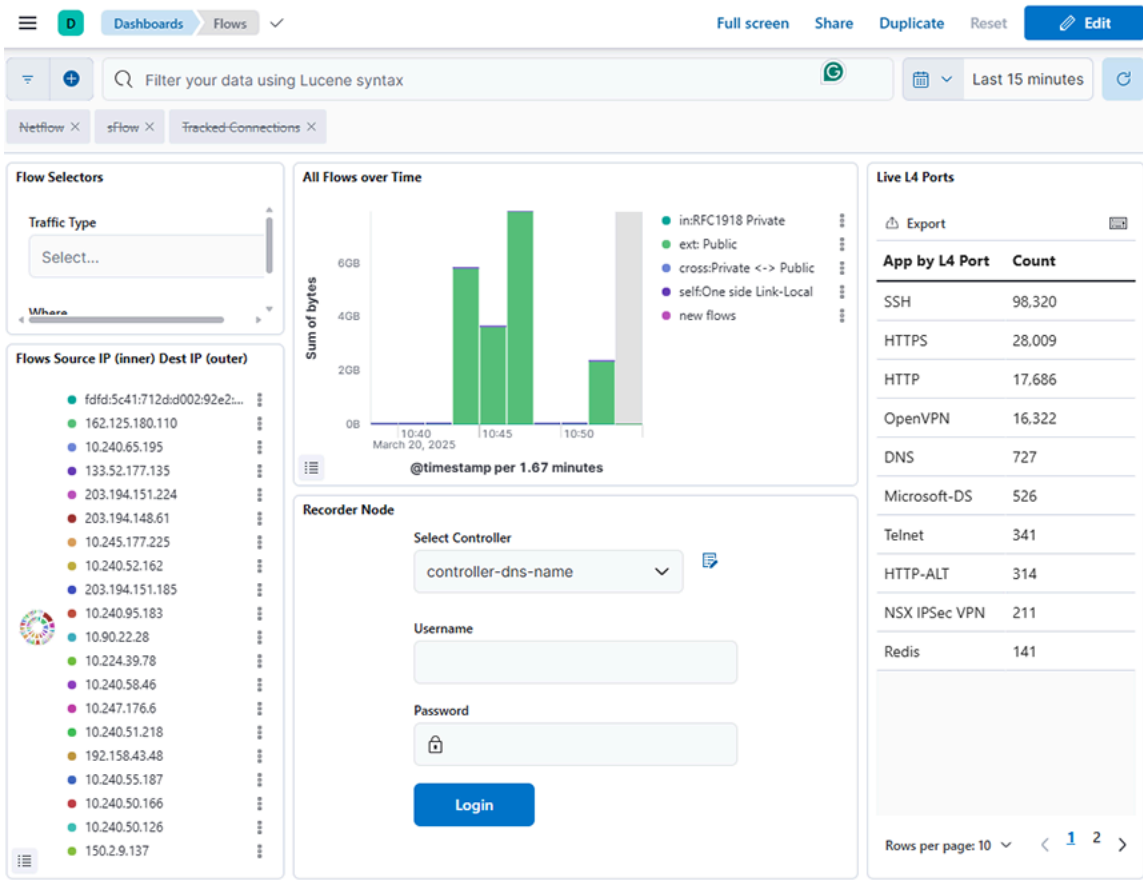 D Dashboards Flows Full screen Share Duplicate Reset Edit
Filter your data using Lucene syntax
Last 15 minutes
Netflow × sFlow × Tracked Connections ×
Flow Selectors
Traffic Type
Select...
Where
Flows Source IP (inner) Dest IP (outer)
fdfd:5c41:712d:d002:92e2:...
162.125.180.110
10.240.65.195
133.52.177.135
203.194.151.224
203.194.148.61
10.245.177.225
10.240.52.162
203.194.151.185
10.240.95.183
10.90.22.28
10.224.39.78
10.240.58.46
10.247.176.6
10.240.51.218
192.158.43.48
10.240.55.187
10.240.50.166
10.240.50.126
150.2.9.137
All Flows over Time
Sum of bytes
6GB
4GB
2GB
0B
10:40 10:45 10:50
March 20, 2025
@timestamp per 1.67 minutes
in:RFC1918 Private
ext: Public
cross:Private <-> Public
self:One side Link-Local
new flows
Recorder Node
Select Controller
controller-dns-name
Username
Password
Login
Live L4 Ports
Export
App by L4 Port Count
SSH 98,320
HTTPS 28,009
HTTP 17,686
OpenVPN 16,322
DNS 727
Microsoft-DS 526
Telnet 341
HTTP-ALT 314
NSX IPSec VPN 211
Redis 141
Rows per page: 10 < 1 2 >